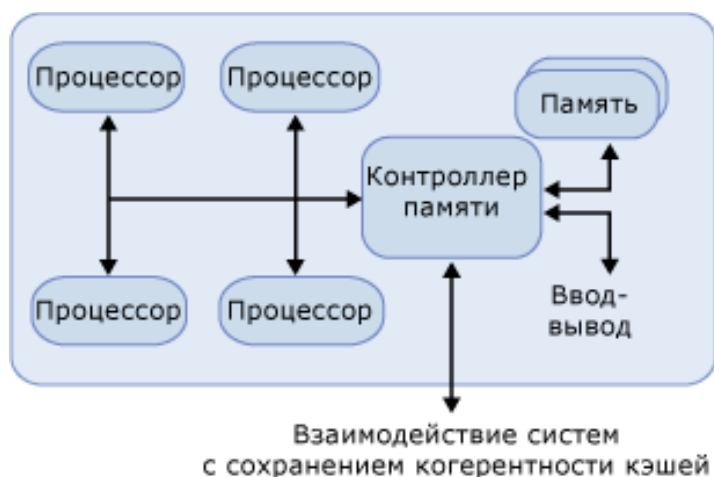 Процессор
Процессор
Память
Контроллер
памяти
Процессор
Процессор
Ввод-
вывод
Взаимодействие систем
с сохранением когерентности кэшей